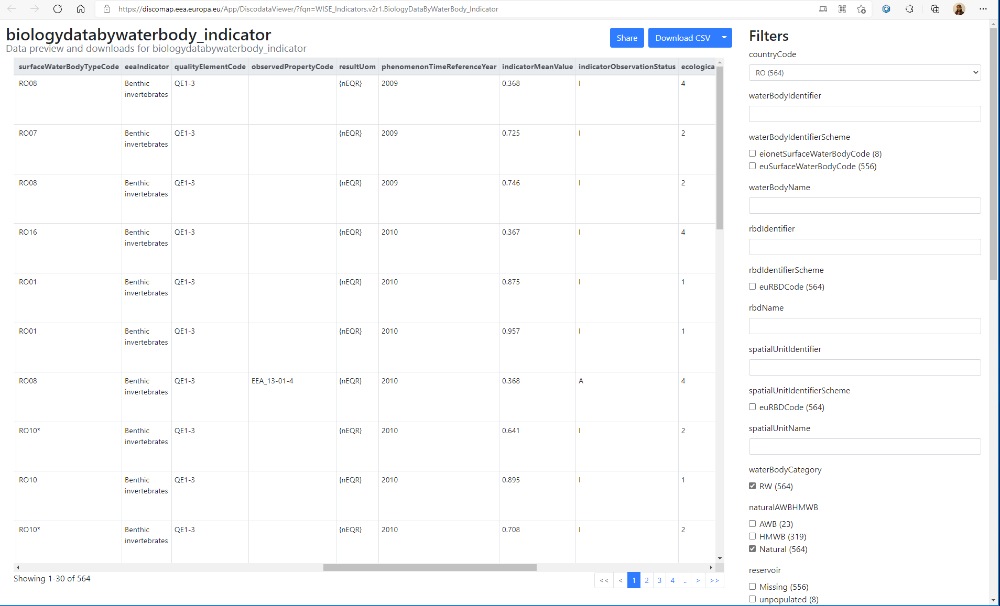 https://discomap.eea.europa.eu/App/DiscodataViewer/?fqn=WISE_Indicators.v2r1.BiologyDataByWaterBody_Indicator
biologydatabywaterbody_indicator
Data preview and downloads for biologydatabywaterbody_indicator
Share
Download CSV
surfaceWaterBodyTypeCode eeaIndicator qualityElementCode observedPropertyCode resultUom phenomenonTimeReferenceYear indicatorMeanValue indicatorObservationStatus ecologica
RO08 Benthic QE1-3 {nEQR} 2009 0.368 I 4
invertebrates
RO07 Benthic QE1-3 {nEQR} 2009 0.725 I 2
invertebrates
RO08 Benthic QE1-3 {nEQR} 2009 0.746 I 2
invertebrates
RO16 Benthic QE1-3 {nEQR} 2010 0.367 I 4
invertebrates
RO01 Benthic QE1-3 {nEQR} 2010 0.875 I 1
invertebrates
RO01 Benthic QE1-3 {nEQR} 2010 0.957 I 1
invertebrates
RO08 Benthic QE1-3 EEA_13-01-4 {nEQR} 2010 0.368 A 4
invertebrates
RO10* Benthic QE1-3 {nEQR} 2010 0.641 I 2
invertebrates
RO10 Benthic QE1-3 {nEQR} 2010 0.895 I 1
invertebrates
RO10* Benthic QE1-3 {nEQR} 2010 0.708 I 2
invertebrates
Showing 1-30 of 564
<< < 1 2 3 4 .. > >>
Filters
countryCode
RO (564)
waterBodyIdentifier
waterBodyIdentifierScheme
eionetSurfaceWaterBodyCode (8)
euSurfaceWaterBodyCode (556)
waterBodyName
rbdIdentifier
rbdIdentifierScheme
euRBDCode (564)
rbdName
spatialUnitIdentifier
spatialUnitIdentifierScheme
euRBDCode (564)
spatialUnitName
waterBodyCategory
RW (564)
naturalAWBHMWB
AWB (23)
HMWB (319)
Natural (564)
reservoir
Missing (556)
unpopulated (8)